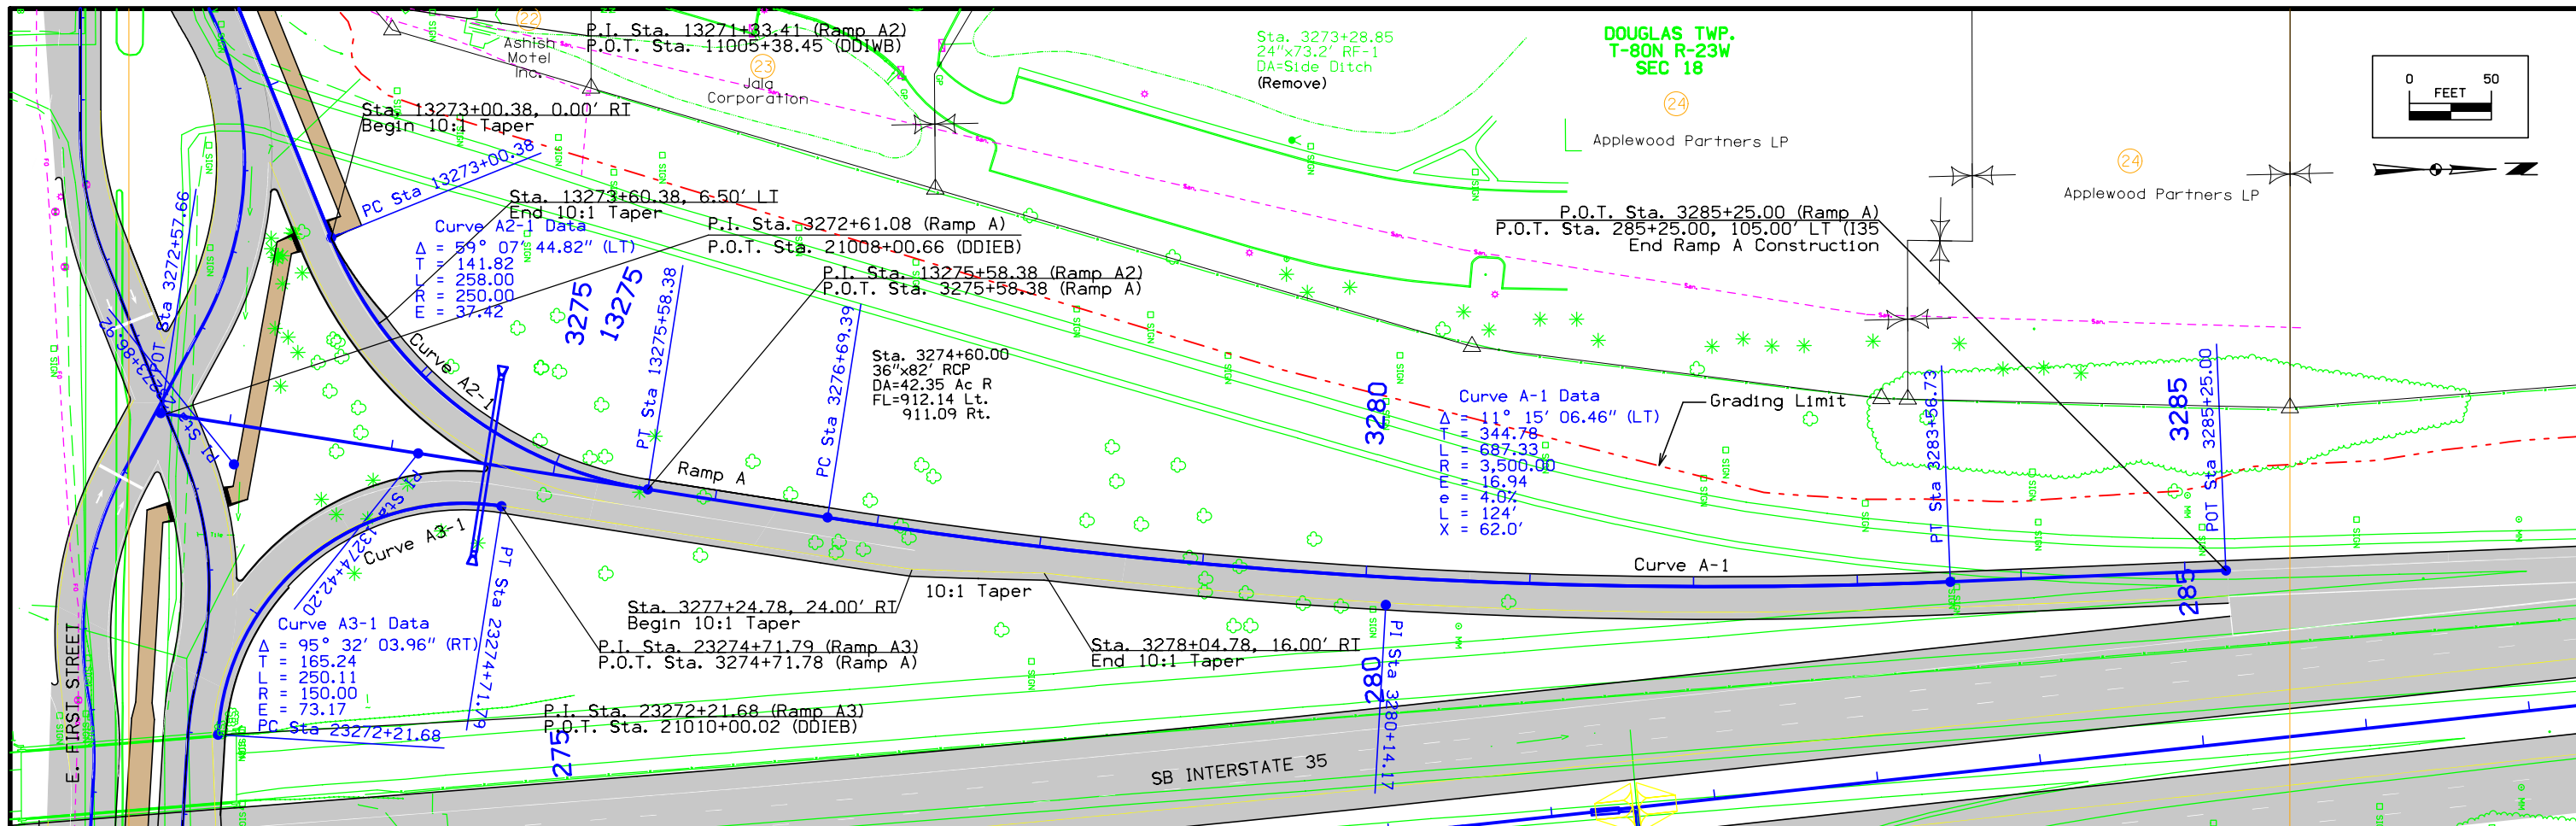 P.I. Sta. 13271+33.41 (Ramp A2)
P.O.T. Sta. 11005+38.45 (DDIWB)
22
Ashish
Motel
Inc.
23
Jala
Corporation
Sta. 3273+28.85
24"x73.2' RF-1
DA=Side Ditch
(Remove)
DOUGLAS TWP.
T-80N R-23W
SEC 18
24
Applewood Partners LP
24
Applewood Partners LP
0 50
FEET
Sta. 13273+00.38, 0.00' RT
Begin 10:1 Taper
PC Sta 13273+00.38
Sta. 13273+60.38, 6.50' LT
End 10:1 Taper
Curve A2-1 Data
Δ = 59° 07' 44.82" (LT)
T = 141.82
L = 258.00
R = 250.00
E = 37.42
P.I. Sta. 3272+61.08 (Ramp A)
P.O.T. Sta. 21008+00.66 (DDIEB)
P.I. Sta. 13275+58.38 (Ramp A2)
P.O.T. Sta. 3275+58.38 (Ramp A)
P.O.T. Sta. 3285+25.00 (Ramp A)
P.O.T. Sta. 285+25.00, 105.00' LT (I35
End Ramp A Construction
POT Sta 3272+57.66
3275
13275
PT Sta 13275+58.38
PC Sta 3276+69.39
Sta. 3274+60.00
36"x82' RCP
DA=42.35 Ac R
FL=912.14 Lt.
911.09 Rt.
3280
Curve A-1 Data
Δ = 11° 15' 06.46" (LT)
T = 344.78
L = 687.33
R = 3,500.00
E = 16.94
e = 4.0%
L = 124'
X = 62.0'
Grading Limit
PT Sta 3283+56.73
3285
POT Sta 3285+25.00
285
Curve A2-1
Ramp A
Curve A3-1
PI Sta 13274+42.20
PT Sta 23274+71.79
Curve A-1
10:1 Taper
Sta. 3277+24.78, 24.00' RT
Begin 10:1 Taper
P.I. Sta. 23274+71.79 (Ramp A3)
P.O.T. Sta. 3274+71.78 (Ramp A)
Sta. 3278+04.78, 16.00' RT
End 10:1 Taper
Curve A3-1 Data
Δ = 95° 32' 03.96" (RT)
T = 165.24
L = 250.11
R = 150.00
E = 73.17
PC Sta 23272+21.68
P.I. Sta. 23272+21.68 (Ramp A3)
P.O.T. Sta. 21010+00.02 (DDIEB)
275
280
PI Sta 3280+14.17
E. FIRST STREET
SB INTERSTATE 35